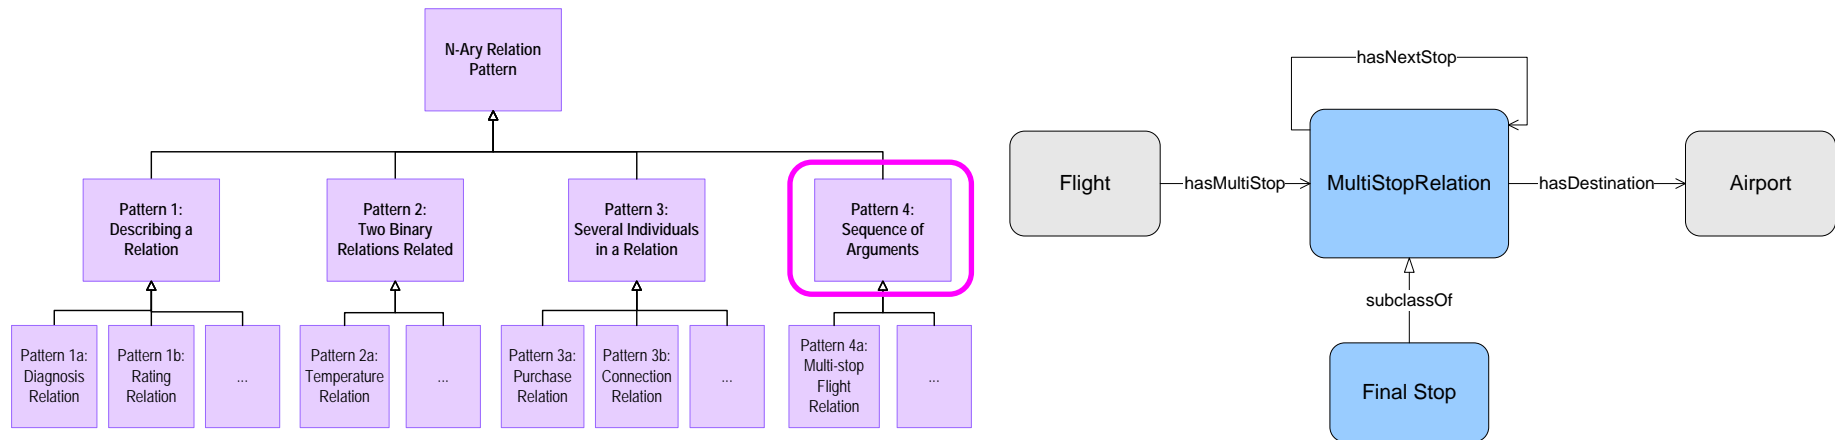 N-Ary Relation
Pattern
Pattern 1:
Describing a
Relation
Pattern 2:
Two Binary
Relations Related
Pattern 3:
Several Individuals
in a Relation
Pattern 4:
Sequence of
Arguments
Pattern 1a:
Diagnosis
Relation
Pattern 1b:
Rating
Relation
...
Pattern 2a:
Temperature
Relation
...
Pattern 3a:
Purchase
Relation
Pattern 3b:
Connection
Relation
...
Pattern 4a:
Multi-stop
Flight
Relation
...
hasNextStop
Flight
hasMultiStop
MultiStopRelation
hasDestination
Airport
subclassOf
Final Stop